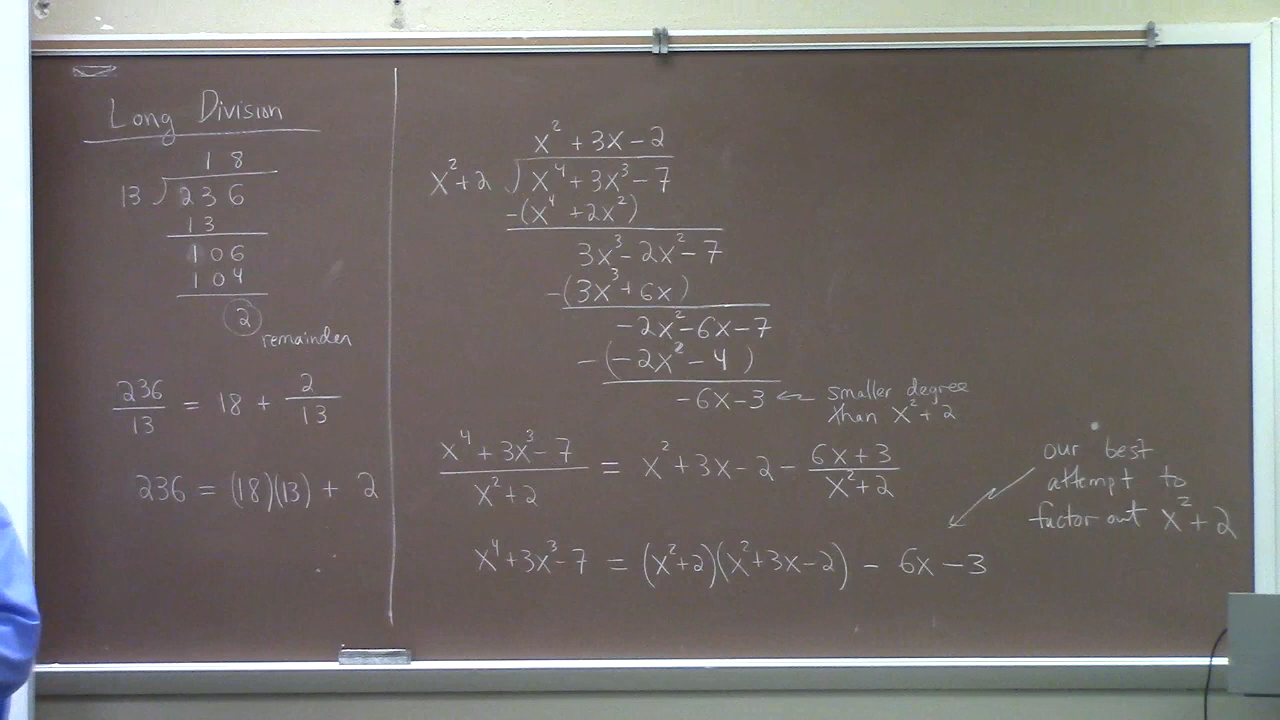 Long Division
18
13 ) 236
13
106
104
2
remainder
236/13 = 18 + 2/13
236 = (18)(13) + 2
x² + 3x - 2
x² + 2 ) x⁴ + 3x³ - 7
-(x⁴ + 2x²)
3x³ - 2x² - 7
-(3x³ + 6x)
-2x² - 6x - 7
-(-2x² - 4)
-6x - 3 ← smaller degree
than x² + 2
(x⁴ + 3x³ - 7)/(x² + 2) = x² + 3x - 2 - (6x + 3)/(x² + 2)
our best
attempt to
factor out x² + 2
x⁴ + 3x³ - 7 = (x² + 2)(x² + 3x - 2) - 6x - 3